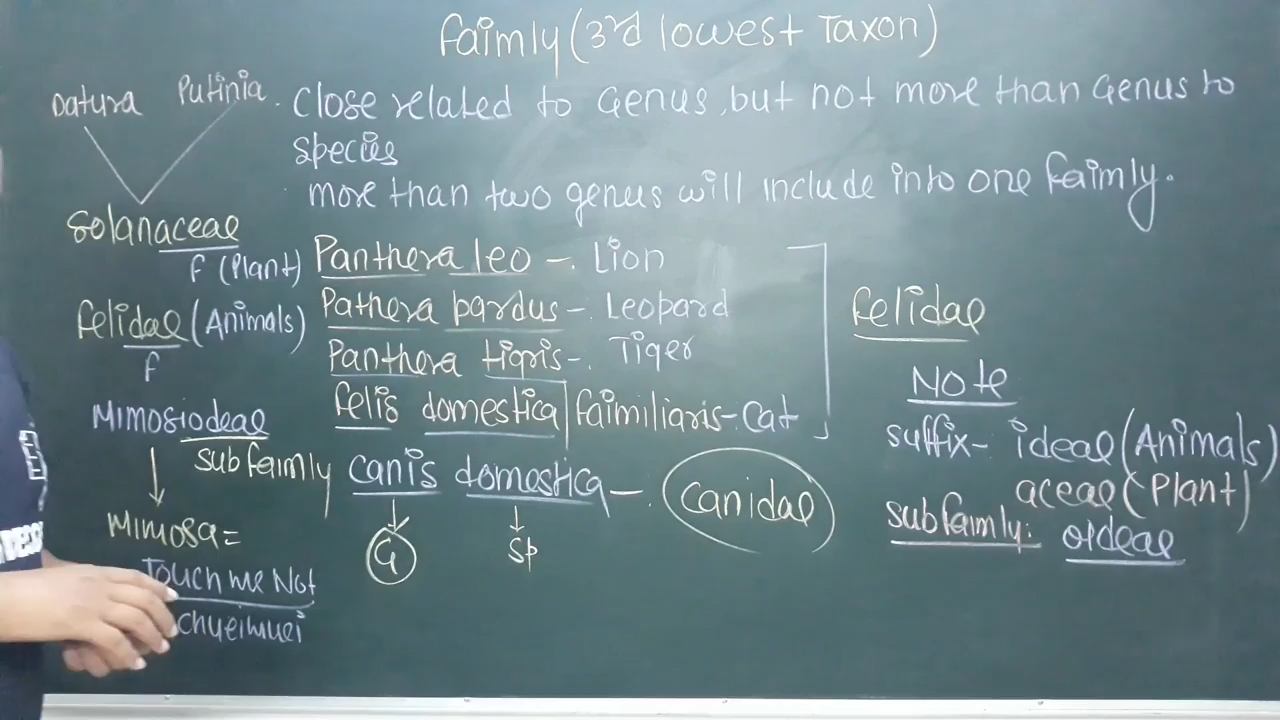 Faimly (3rd lowest Taxon)
Datura Putinia.
Close related to Genus, but not more than Genus to
species
more than two genus will include into one faimly.
Solanaceae
f (Plant)
Felidae (Animals)
f
Mimosiodeae
subfaimly
Mimosa =
Touch me Not
chueimuei
Panthera leo - Lion
Pathera pardus - Leopard
Panthera tigris - Tiger
felis domestica | faimiliaris - Cat
canis domestica - canidae
G
Sp
felidae
Note
suffix - ideae (Animals)
aceae (Plant)
subfaimly: oideae